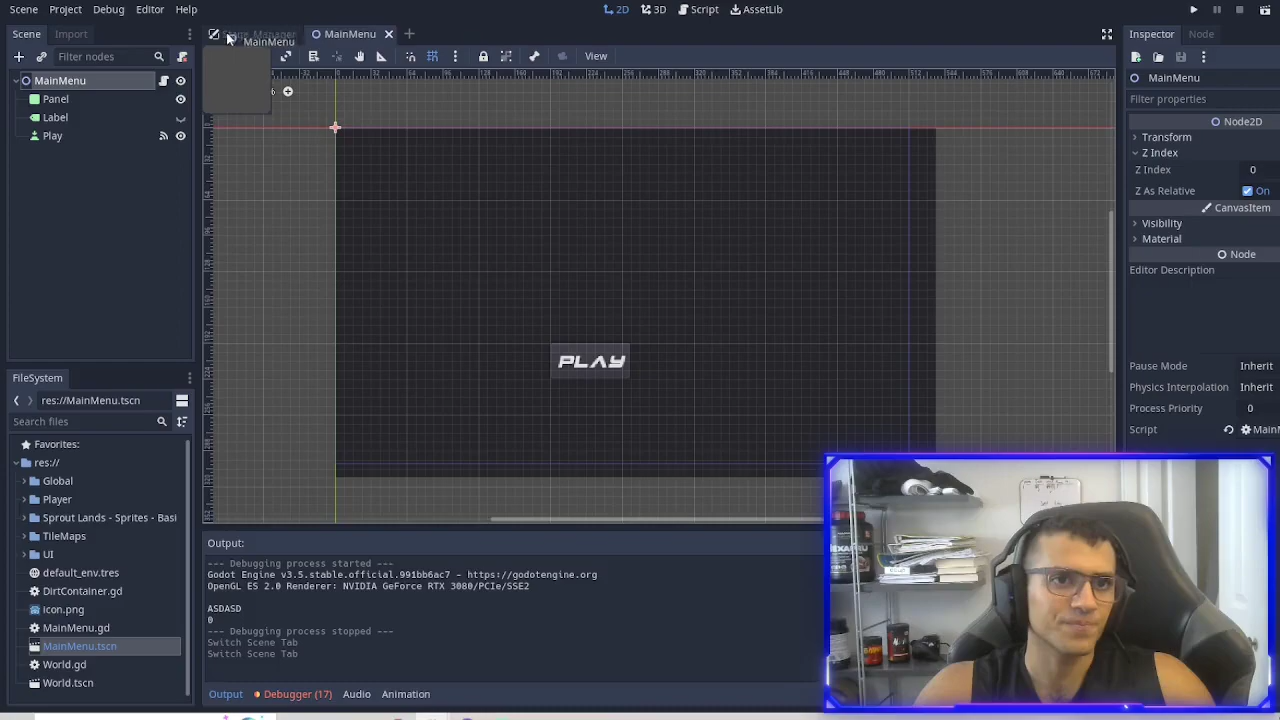 Scene Project Debug Editor Help
2D 3D Script AssetLib
Scene Import
Stage Manager MainMenu
MainMenu
Inspector Node
Filter nodes
View
MainMenu
Panel
Label
Play
MainMenu
Filter properties
Node2D
Transform
Z Index
Z Index 0
Z As Relative On
CanvasItem
Visibility
Material
Node
Editor Description
Pause Mode Inherit
Physics Interpolation Inherit
Process Priority 0
Script MainM
PLAY
FileSystem
res://MainMenu.tscn
Search files
Favorites:
res://
Global
Player
Sprout Lands - Sprites - Basi
TileMaps
UI
default_env.tres
DirtContainer.gd
icon.png
MainMenu.gd
MainMenu.tscn
World.gd
World.tscn
Output:
--- Debugging process started ---
Godot Engine v3.5.stable.official.991bb6ac7 - https://godotengine.org
OpenGL ES 2.0 Renderer: NVIDIA GeForce RTX 3080/PCIe/SSE2
ASDASD
0
--- Debugging process stopped ---
Switch Scene Tab
Switch Scene Tab
Output Debugger (17) Audio Animation